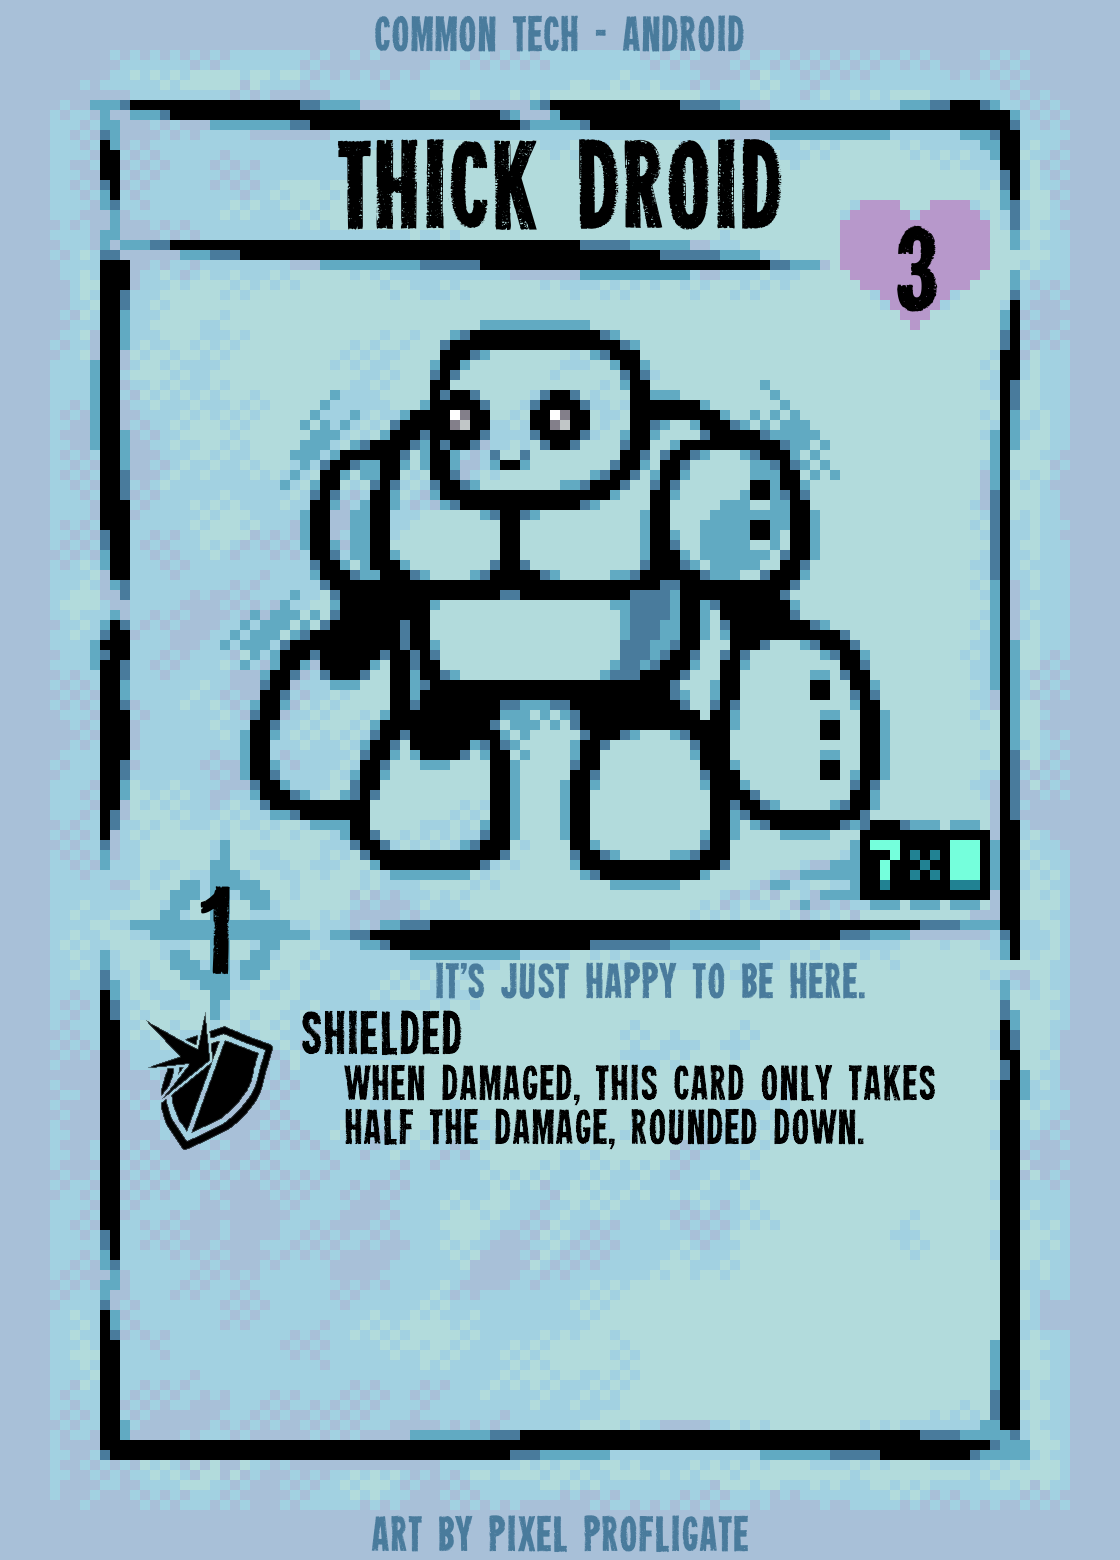 COMMON TECH - ANDROID
THICK DROID
3
7×
1
IT'S JUST HAPPY TO BE HERE.
SHIELDED
WHEN DAMAGED, THIS CARD ONLY TAKES
HALF THE DAMAGE, ROUNDED DOWN.
ART BY PIXEL PROFLIGATE